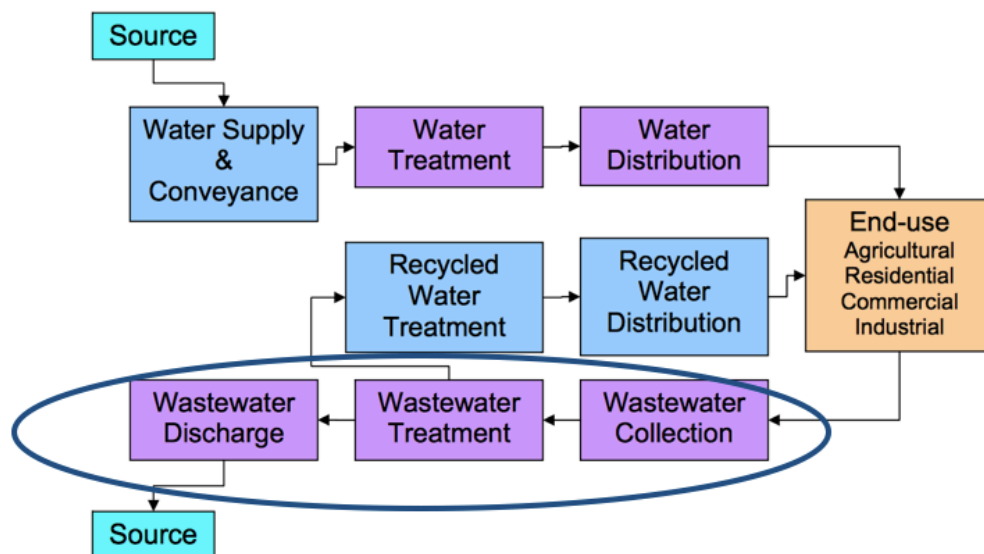 Source
Water Supply
&
Conveyance
Water
Treatment
Water
Distribution
End-use
Agricultural
Residential
Commercial
Industrial
Recycled
Water
Treatment
Recycled
Water
Distribution
Wastewater
Discharge
Wastewater
Treatment
Wastewater
Collection
Source